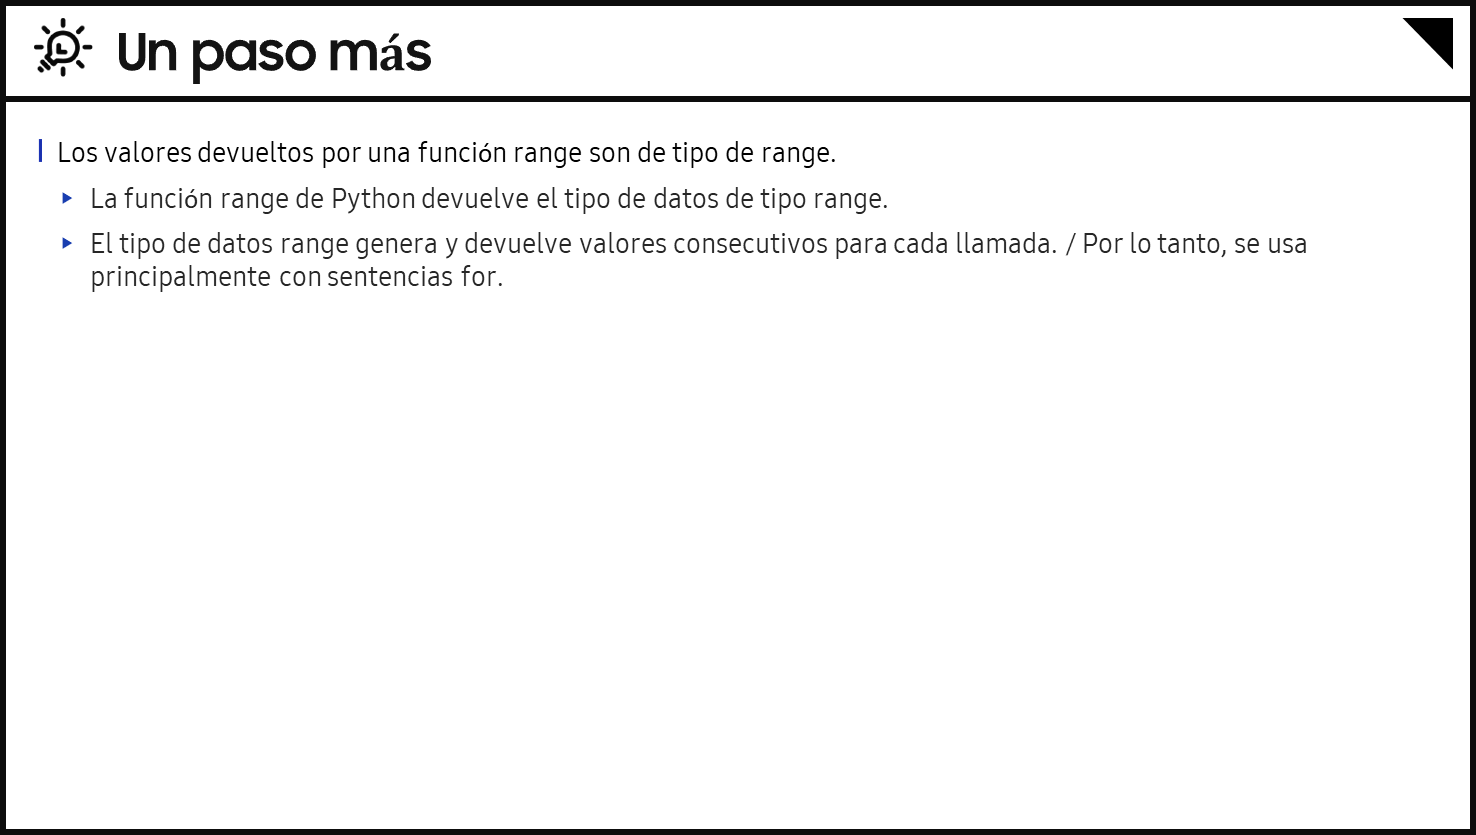 Un paso más
Los valores devueltos por una función range son de tipo de range.
La función range de Python devuelve el tipo de datos de tipo range.
El tipo de datos range genera y devuelve valores consecutivos para cada llamada. / Por lo tanto, se usa
principalmente con sentencias for.